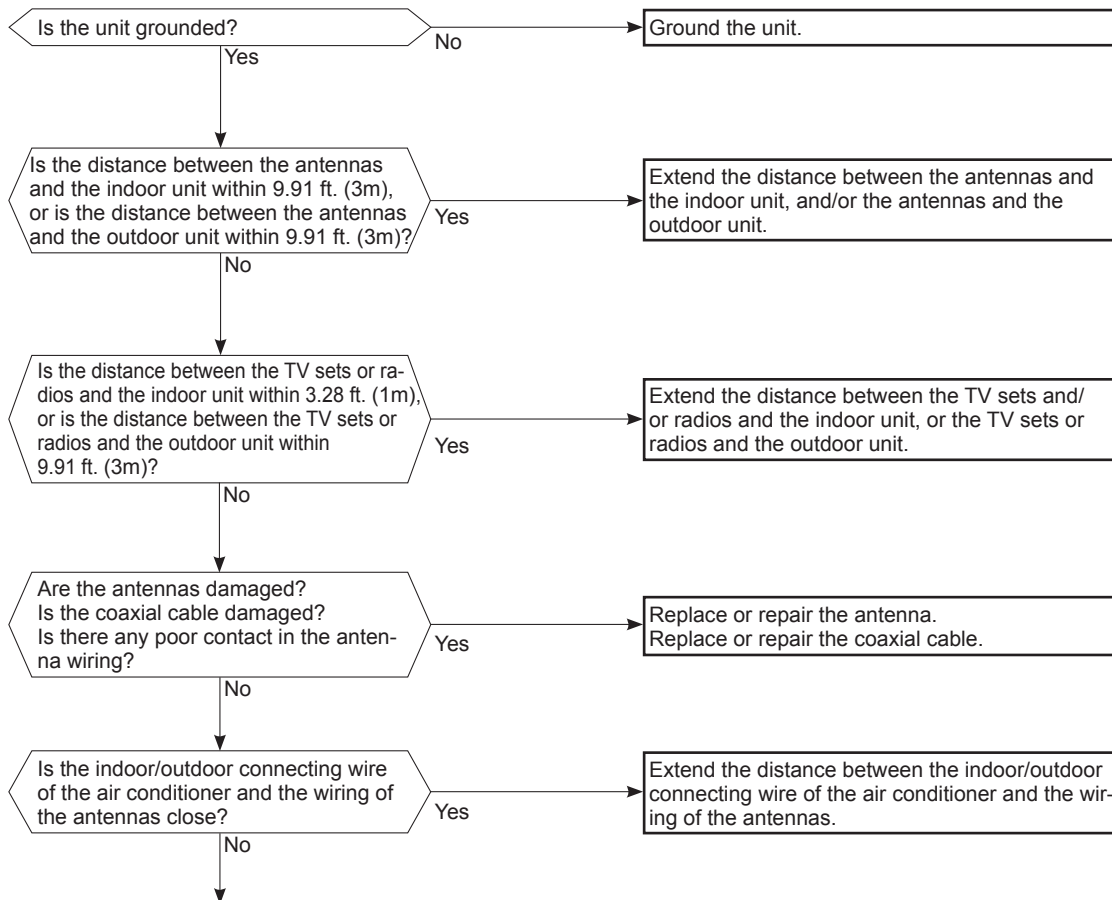 Is the unit grounded?
No
Ground the unit.
Yes
Is the distance between the antennas
and the indoor unit within 9.91 ft. (3m),
or is the distance between the antennas
and the outdoor unit within 9.91 ft. (3m)?
Yes
Extend the distance between the antennas and
the indoor unit, and/or the antennas and the
outdoor unit.
No
Is the distance between the TV sets or ra-
dios and the indoor unit within 3.28 ft. (1m),
or is the distance between the TV sets or
radios and the outdoor unit within
9.91 ft. (3m)?
Yes
Extend the distance between the TV sets and/
or radios and the indoor unit, or the TV sets or
radios and the outdoor unit.
No
Are the antennas damaged?
Is the coaxial cable damaged?
Is there any poor contact in the anten-
na wiring?
Yes
Replace or repair the antenna.
Replace or repair the coaxial cable.
No
Is the indoor/outdoor connecting wire
of the air conditioner and the wiring of
the antennas close?
Yes
Extend the distance between the indoor/outdoor
connecting wire of the air conditioner and the wir-
ing of the antennas.
No